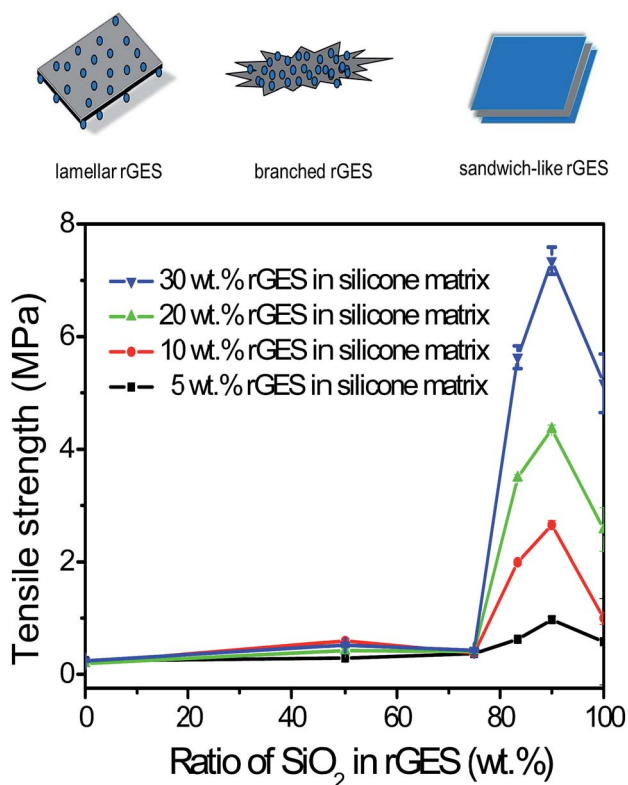 lamellar rGES branched rGES sandwich-like rGES
8
30 wt.% rGES in silicone matrix
20 wt.% rGES in silicone matrix
10 wt.% rGES in silicone matrix
5 wt.% rGES in silicone matrix
6
4
2
0
Tensile strength (MPa)
0 20 40 60 80 100
Ratio of SiO₂ in rGES (wt.%)